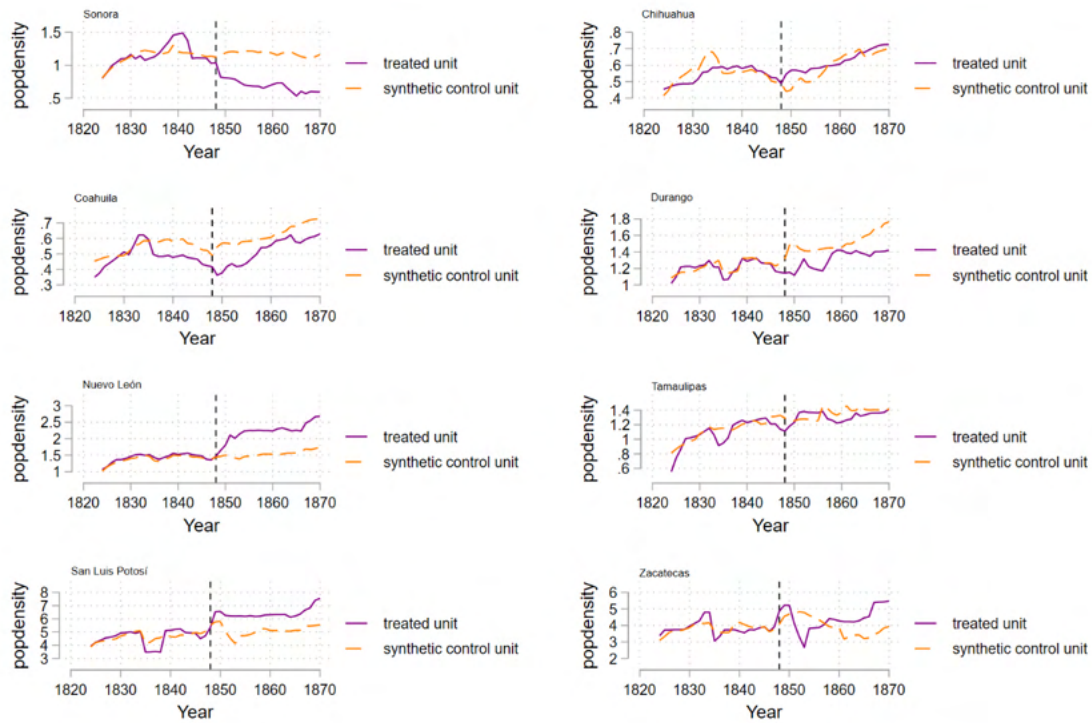 Sonora
popdensity
1.5
1
.5
1820 1830 1840 1850 1860 1870
Year
treated unit
synthetic control unit
Chihuahua
popdensity
.8
.7
.6
.5
.4
1820 1830 1840 1850 1860 1870
Year
treated unit
synthetic control unit
Coahuila
popdensity
.7
.6
.5
.4
.3
1820 1830 1840 1850 1860 1870
Year
treated unit
synthetic control unit
Durango
popdensity
1.8
1.6
1.4
1.2
1
1820 1830 1840 1850 1860 1870
Year
treated unit
synthetic control unit
Nuevo León
popdensity
3
2.5
2
1.5
1
1820 1830 1840 1850 1860 1870
Year
treated unit
synthetic control unit
Tamaulipas
popdensity
1.4
1.2
1
.8
.6
1820 1830 1840 1850 1860 1870
Year
treated unit
synthetic control unit
San Luis Potosí
popdensity
8
7
6
5
4
3
1820 1830 1840 1850 1860 1870
Year
treated unit
synthetic control unit
Zacatecas
popdensity
6
5
4
3
2
1820 1830 1840 1850 1860 1870
Year
treated unit
synthetic control unit